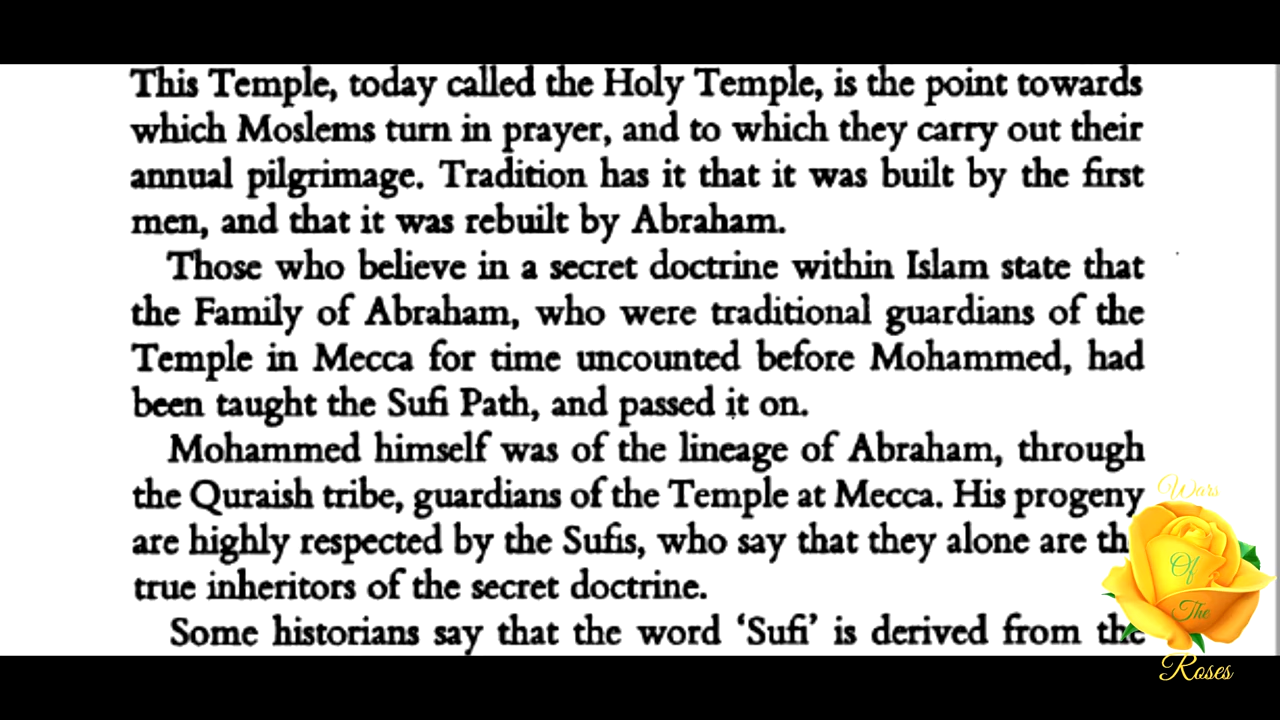 This Temple, today called the Holy Temple, is the point towards
which Moslems turn in prayer, and to which they carry out their
annual pilgrimage. Tradition has it that it was built by the first
men, and that it was rebuilt by Abraham.
Those who believe in a secret doctrine within Islam state that
the Family of Abraham, who were traditional guardians of the
Temple in Mecca for time uncounted before Mohammed, had
been taught the Sufi Path, and passed it on.
Mohammed himself was of the lineage of Abraham, through
the Quraish tribe, guardians of the Temple at Mecca. His progeny
are highly respected by the Sufis, who say that they alone are th
true inheritors of the secret doctrine.
Some historians say that the word ‘Sufi’ is derived from the
Wars
Of
The
Roses